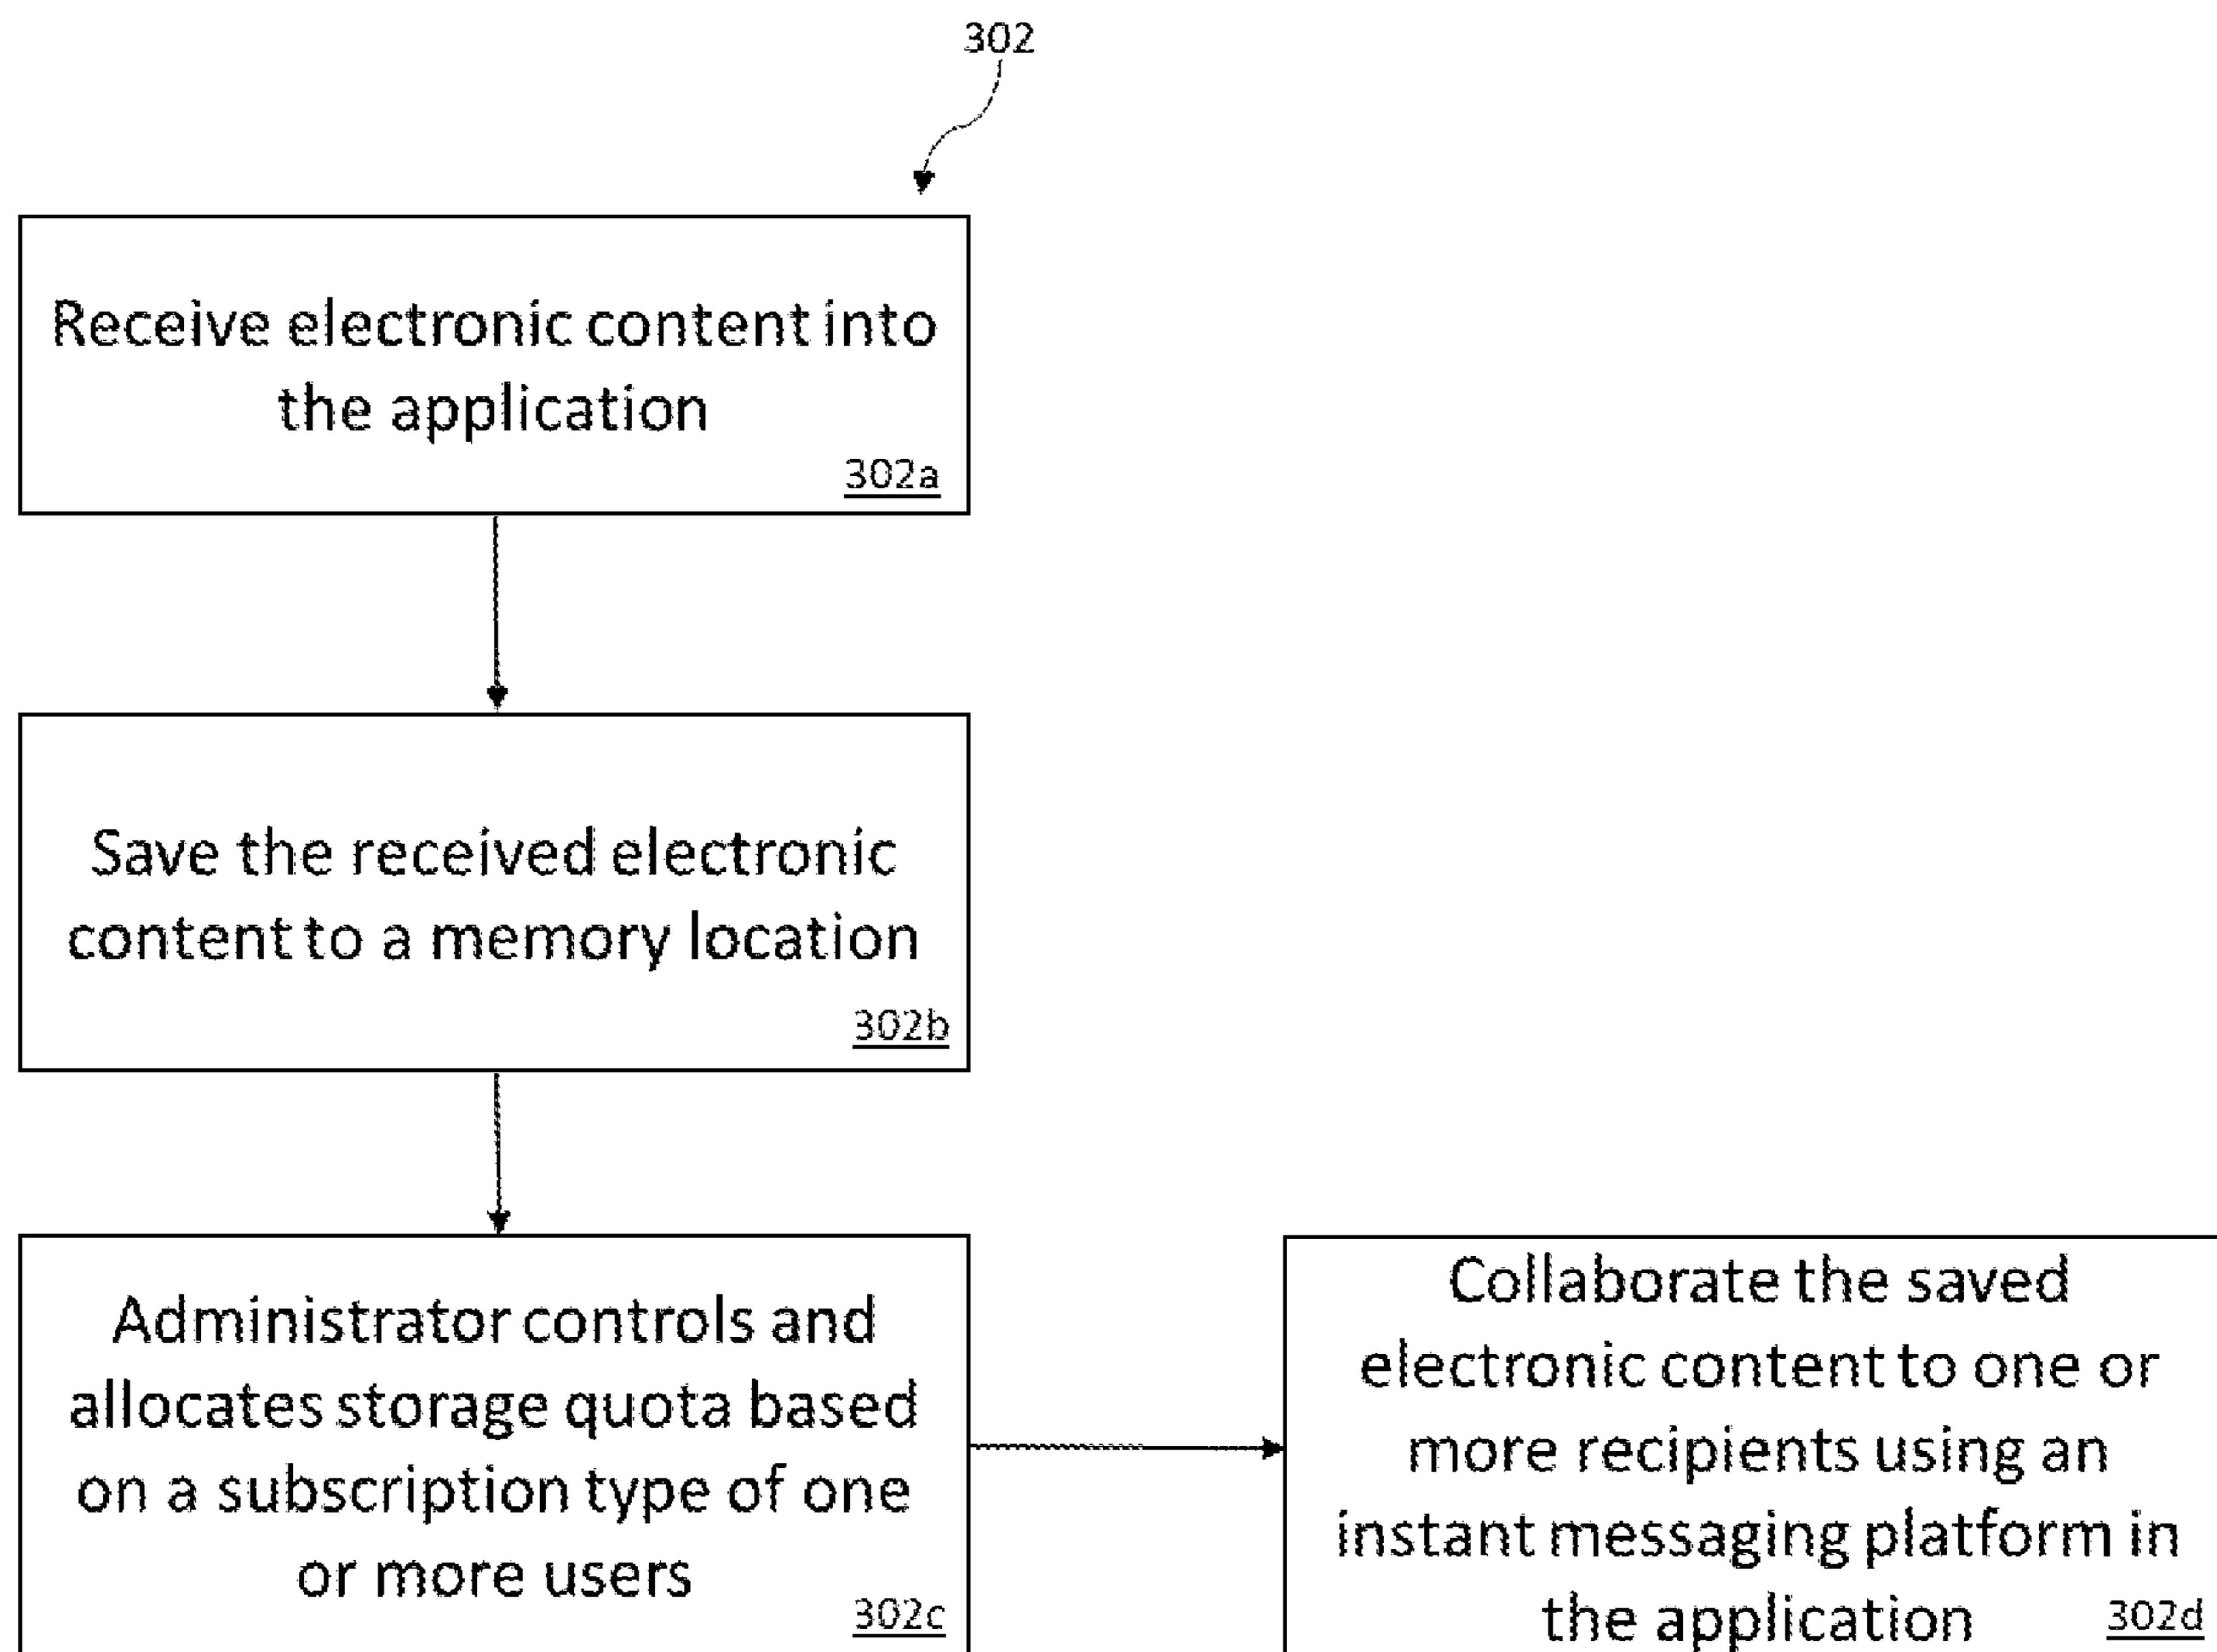 302
Receive electronic content into
the application
302a
Save the received electronic
content to a memory location
302b
Administrator controls and
allocates storage quota based
on a subscription type of one
or more users
302c
Collaborate the saved
electronic content to one or
more recipients using an
instant messaging platform in
the application
302d